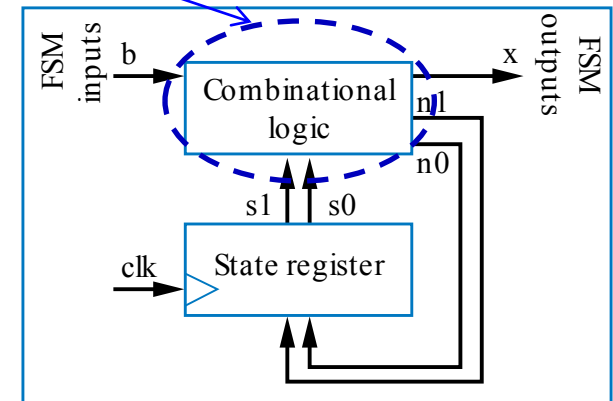 FSM
inputs
b
Combinational
logic
x
n1
n0
FSM
outputs
s1
s0
clk
State register